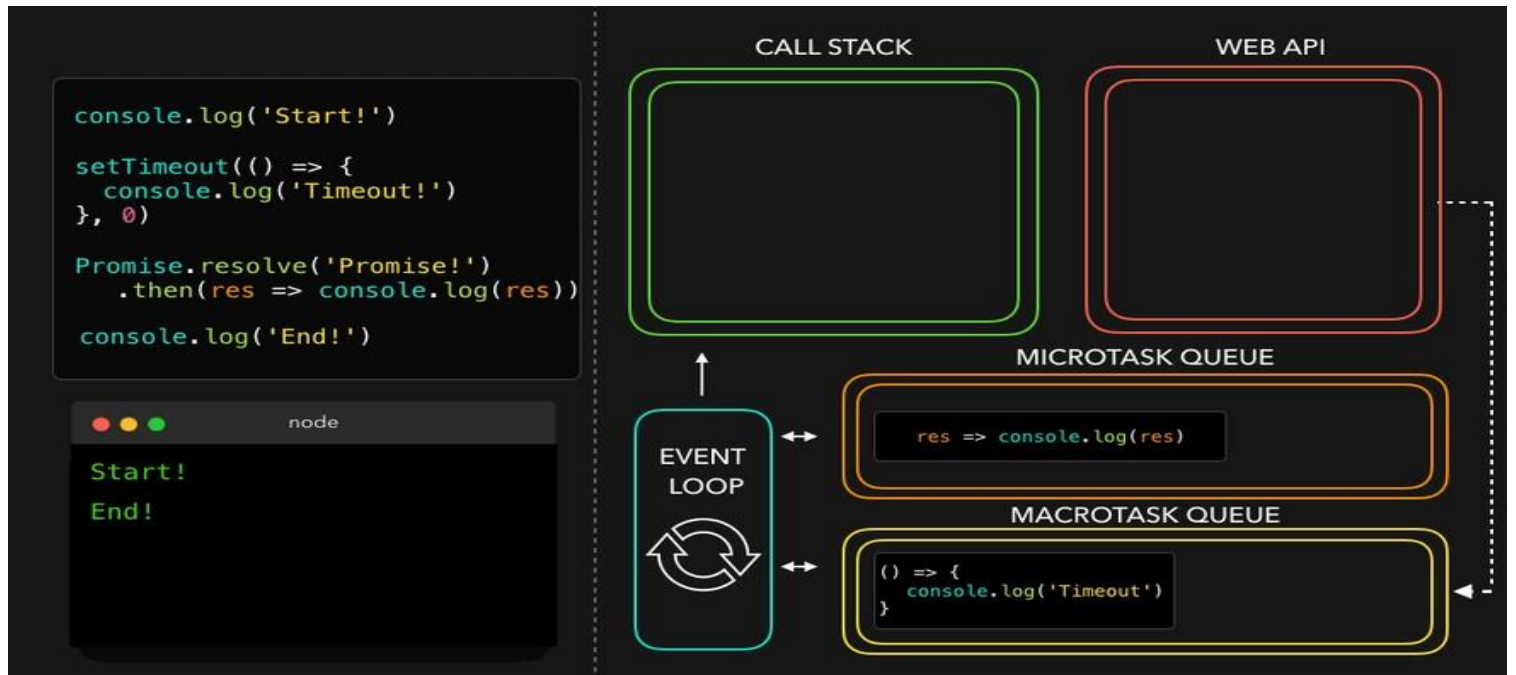 console.log('Start!')
setTimeout(() => {
  console.log('Timeout!')
}, 0)
Promise.resolve('Promise!')
   .then(res => console.log(res))
console.log('End!')
node
Start!
End!
CALL STACK
WEB API
MICROTASK QUEUE
res => console.log(res)
EVENT
LOOP
MACROTASK QUEUE
() => {
  console.log('Timeout')
}